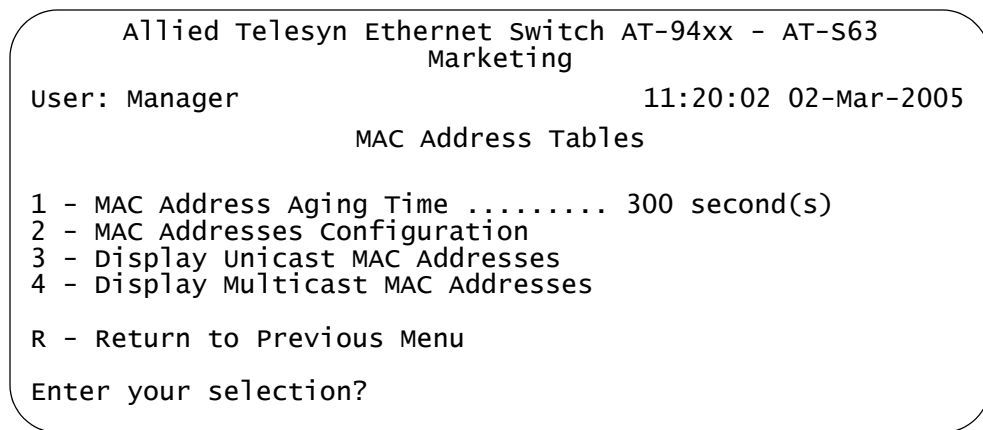 Allied Telesyn Ethernet Switch AT-94xx - AT-S63
Marketing
User: Manager 11:20:02 02-Mar-2005
MAC Address Tables
1 - MAC Address Aging Time ......... 300 second(s)
2 - MAC Addresses Configuration
3 - Display Unicast MAC Addresses
4 - Display Multicast MAC Addresses
R - Return to Previous Menu
Enter your selection?